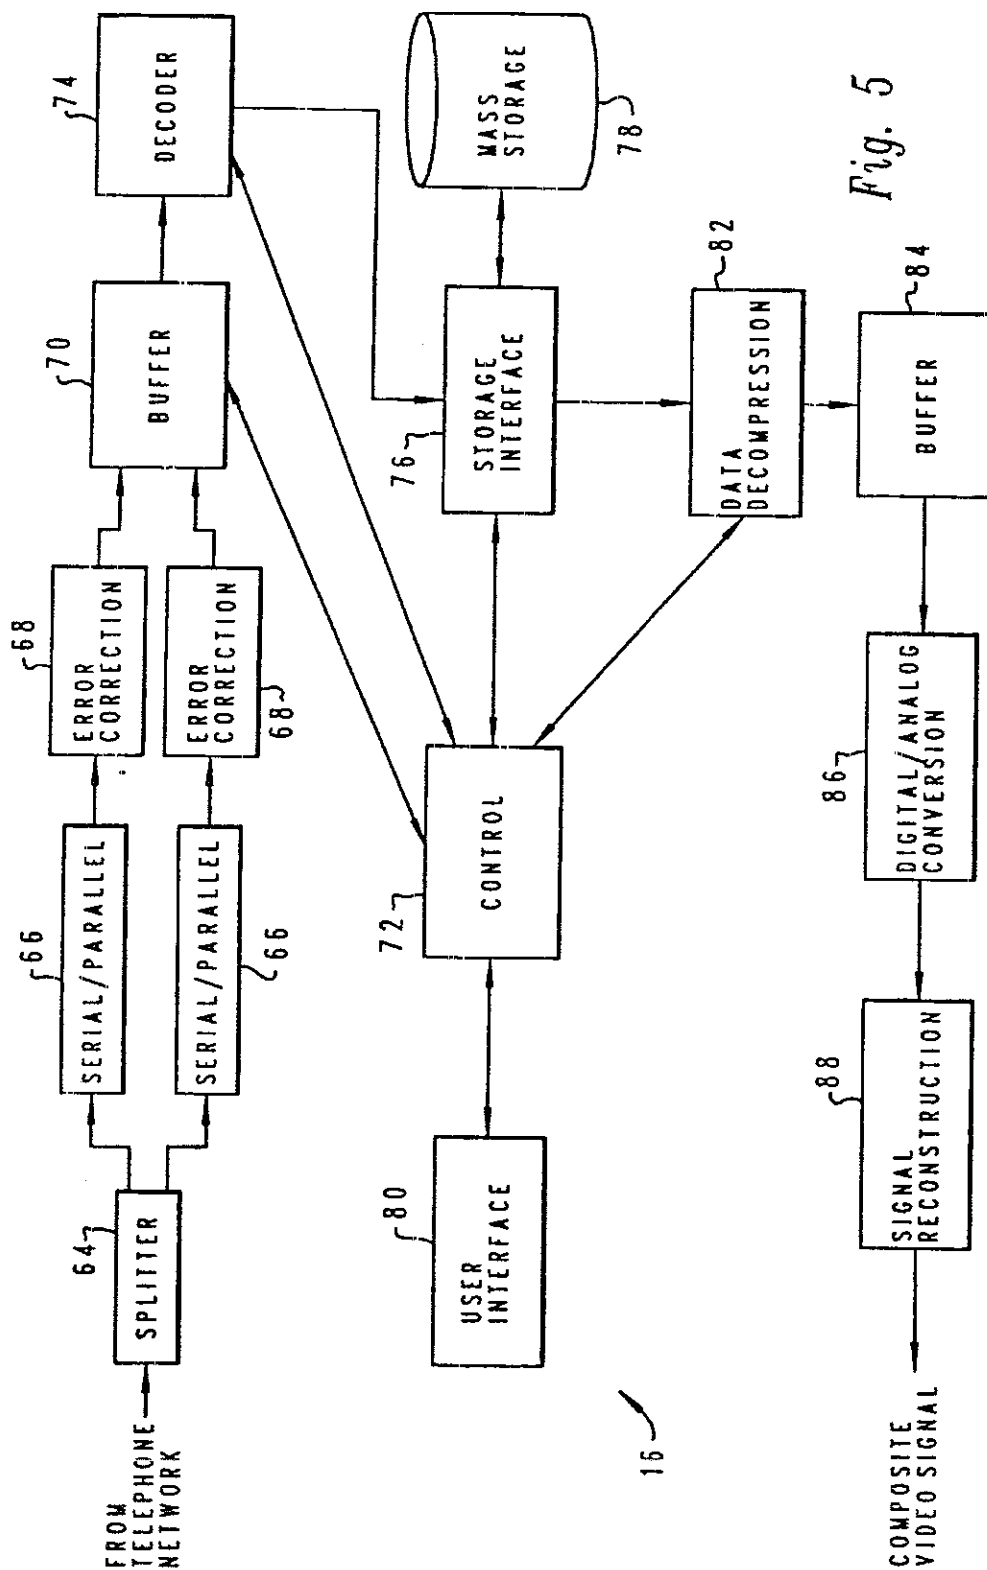 FROM
TELEPHONE
NETWORK
64
SPLITTER
66
SERIAL/PARALLEL
SERIAL/PARALLEL
66
68
ERROR
CORRECTION
ERROR
CORRECTION
68
70
BUFFER
74
DECODER
80
USER
INTERFACE
72
CONTROL
76
STORAGE
INTERFACE
MASS
STORAGE
78
16
82
DATA
DECOMPRESSION
Fig. 5
COMPOSITE
VIDEO SIGNAL
88
SIGNAL
RECONSTRUCTION
86
DIGITAL/ANALOG
CONVERSION
84
BUFFER